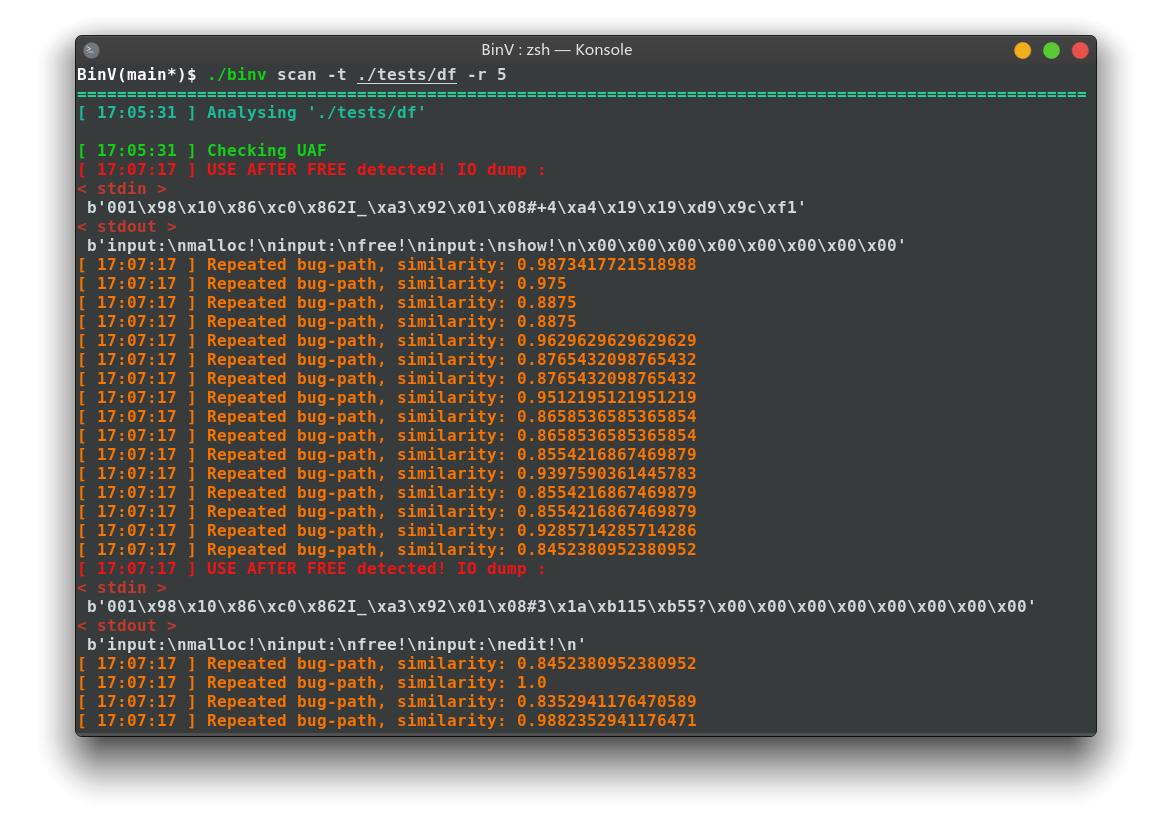 BinV : zsh — Konsole
BinV(main*)$ ./binv scan -t ./tests/df -r 5
=====================================================================================================
[ 17:05:31 ] Analysing './tests/df'
[ 17:05:31 ] Checking UAF
[ 17:07:17 ] USE AFTER FREE detected! IO dump :
< stdin >
b'001\x98\x10\x86\xc0\x862I_\xa3\x92\x01\x08#+4\xa4\x19\x19\xd9\x9c\xf1'
< stdout >
b'input:\nmalloc!\ninput:\nfree!\ninput:\nshow!\n\x00\x00\x00\x00\x00\x00\x00\x00'
[ 17:07:17 ] Repeated bug-path, similarity: 0.9873417721518988
[ 17:07:17 ] Repeated bug-path, similarity: 0.975
[ 17:07:17 ] Repeated bug-path, similarity: 0.8875
[ 17:07:17 ] Repeated bug-path, similarity: 0.8875
[ 17:07:17 ] Repeated bug-path, similarity: 0.9629629629629629
[ 17:07:17 ] Repeated bug-path, similarity: 0.8765432098765432
[ 17:07:17 ] Repeated bug-path, similarity: 0.8765432098765432
[ 17:07:17 ] Repeated bug-path, similarity: 0.9512195121951219
[ 17:07:17 ] Repeated bug-path, similarity: 0.8658536585365854
[ 17:07:17 ] Repeated bug-path, similarity: 0.8658536585365854
[ 17:07:17 ] Repeated bug-path, similarity: 0.8554216867469879
[ 17:07:17 ] Repeated bug-path, similarity: 0.9397590361445783
[ 17:07:17 ] Repeated bug-path, similarity: 0.8554216867469879
[ 17:07:17 ] Repeated bug-path, similarity: 0.8554216867469879
[ 17:07:17 ] Repeated bug-path, similarity: 0.9285714285714286
[ 17:07:17 ] Repeated bug-path, similarity: 0.8452380952380952
[ 17:07:17 ] USE AFTER FREE detected! IO dump :
< stdin >
b'001\x98\x10\x86\xc0\x862I_\xa3\x92\x01\x08#3\x1a\xb115\xb55?\x00\x00\x00\x00\x00\x00\x00\x00'
< stdout >
b'input:\nmalloc!\ninput:\nfree!\ninput:\nedit!\n'
[ 17:07:17 ] Repeated bug-path, similarity: 0.8452380952380952
[ 17:07:17 ] Repeated bug-path, similarity: 1.0
[ 17:07:17 ] Repeated bug-path, similarity: 0.8352941176470589
[ 17:07:17 ] Repeated bug-path, similarity: 0.9882352941176471